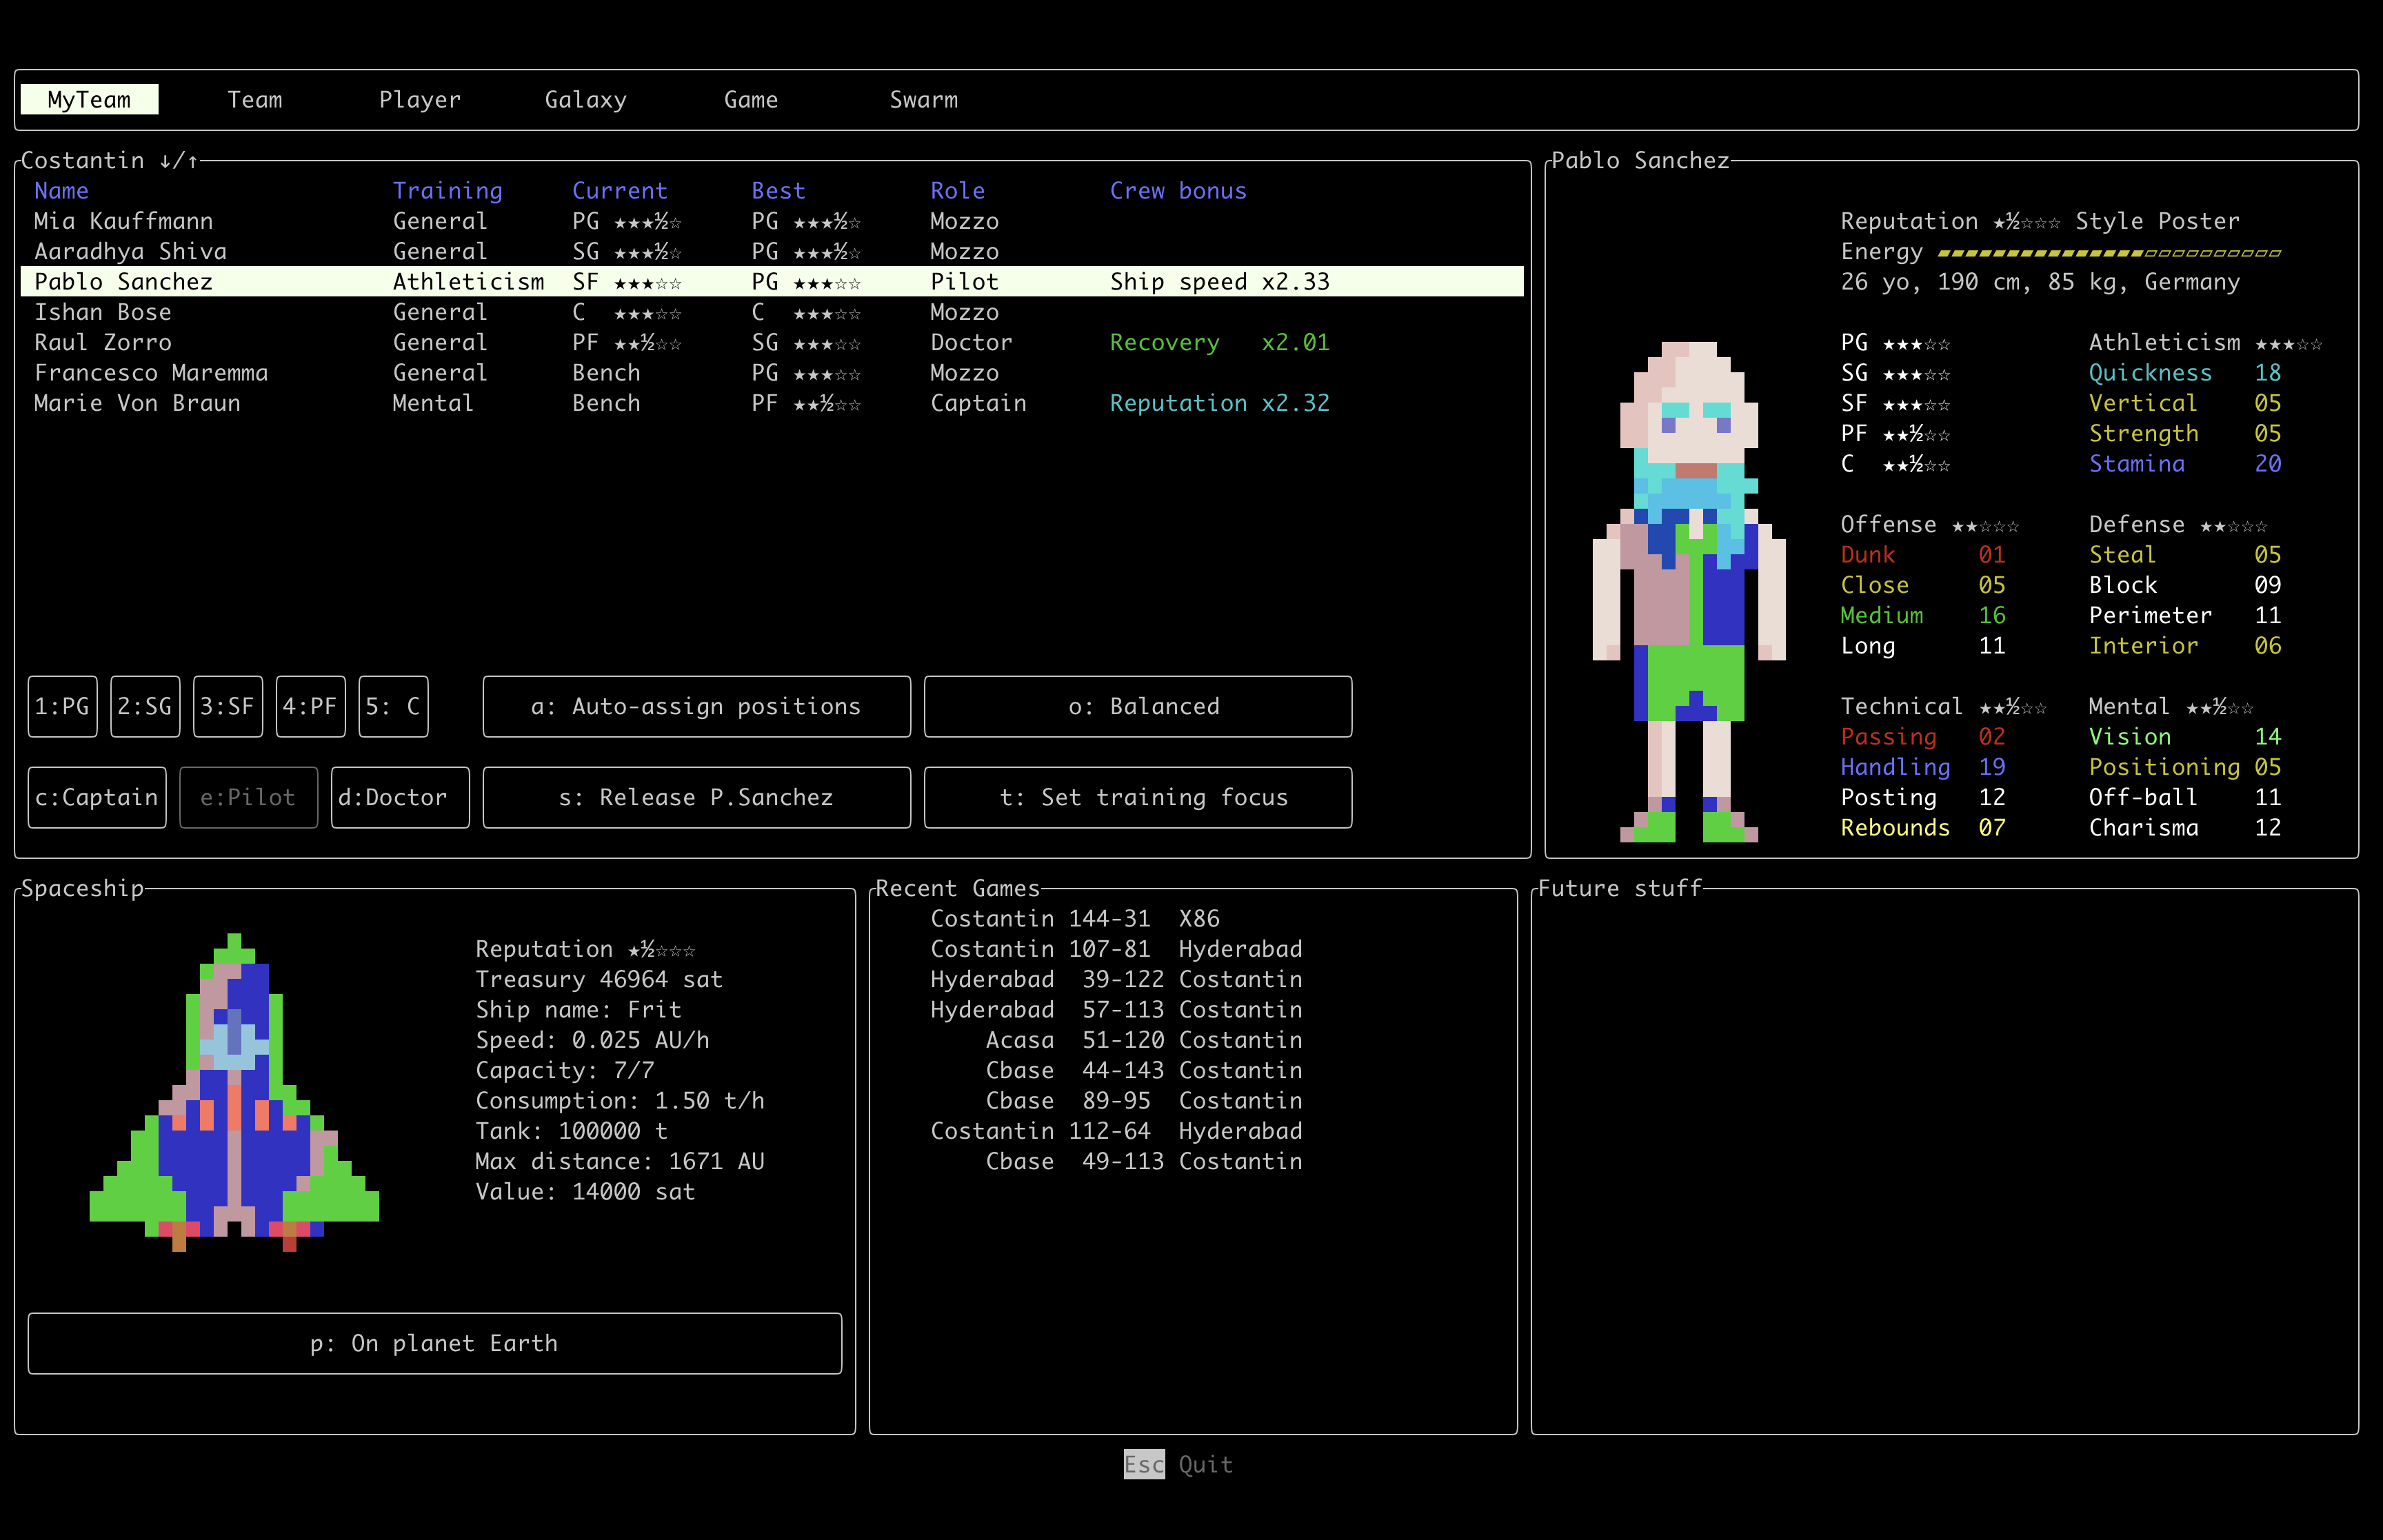 MyTeam Team Player Galaxy Game Swarm
Costantin ↓/↑
Name Training Current Best Role Crew bonus
Mia Kauffmann General PG ★★★½☆ PG ★★★½☆ Mozzo
Aaradhya Shiva General SG ★★★½☆ PG ★★★½☆ Mozzo
Pablo Sanchez Athleticism SF ★★★☆☆ PG ★★★☆☆ Pilot Ship speed x2.33
Ishan Bose General C ★★★☆☆ C ★★★☆☆ Mozzo
Raul Zorro General PF ★★½☆☆ SG ★★★☆☆ Doctor Recovery x2.01
Francesco Maremma General Bench PG ★★★☆☆ Mozzo
Marie Von Braun Mental Bench PF ★★½☆☆ Captain Reputation x2.32
1:PG 2:SG 3:SF 4:PF 5: C a: Auto-assign positions o: Balanced
c:Captain e:Pilot d:Doctor s: Release P.Sanchez t: Set training focus
Pablo Sanchez
Reputation ★½☆☆☆ Style Poster
Energy ▰▰▰▰▰▰▰▰▰▰▰▰▰▰▰▱▱▱▱▱▱▱▱▱▱
26 yo, 190 cm, 85 kg, Germany
PG ★★★☆☆ Athleticism ★★★☆☆
SG ★★★☆☆ Quickness 18
SF ★★★☆☆ Vertical 05
PF ★★½☆☆ Strength 05
C ★★½☆☆ Stamina 20
Offense ★★☆☆☆ Defense ★★☆☆☆
Dunk 01 Steal 05
Close 05 Block 09
Medium 16 Perimeter 11
Long 11 Interior 06
Technical ★★½☆☆ Mental ★★½☆☆
Passing 02 Vision 14
Handling 19 Positioning 05
Posting 12 Off-ball 11
Rebounds 07 Charisma 12
Spaceship
Reputation ★½☆☆☆
Treasury 46964 sat
Ship name: Frit
Speed: 0.025 AU/h
Capacity: 7/7
Consumption: 1.50 t/h
Tank: 100000 t
Max distance: 1671 AU
Value: 14000 sat
p: On planet Earth
Recent Games
Costantin 144-31 X86
Costantin 107-81 Hyderabad
Hyderabad 39-122 Costantin
Hyderabad 57-113 Costantin
Acasa 51-120 Costantin
Cbase 44-143 Costantin
Cbase 89-95 Costantin
Costantin 112-64 Hyderabad
Cbase 49-113 Costantin
Future stuff
Esc Quit